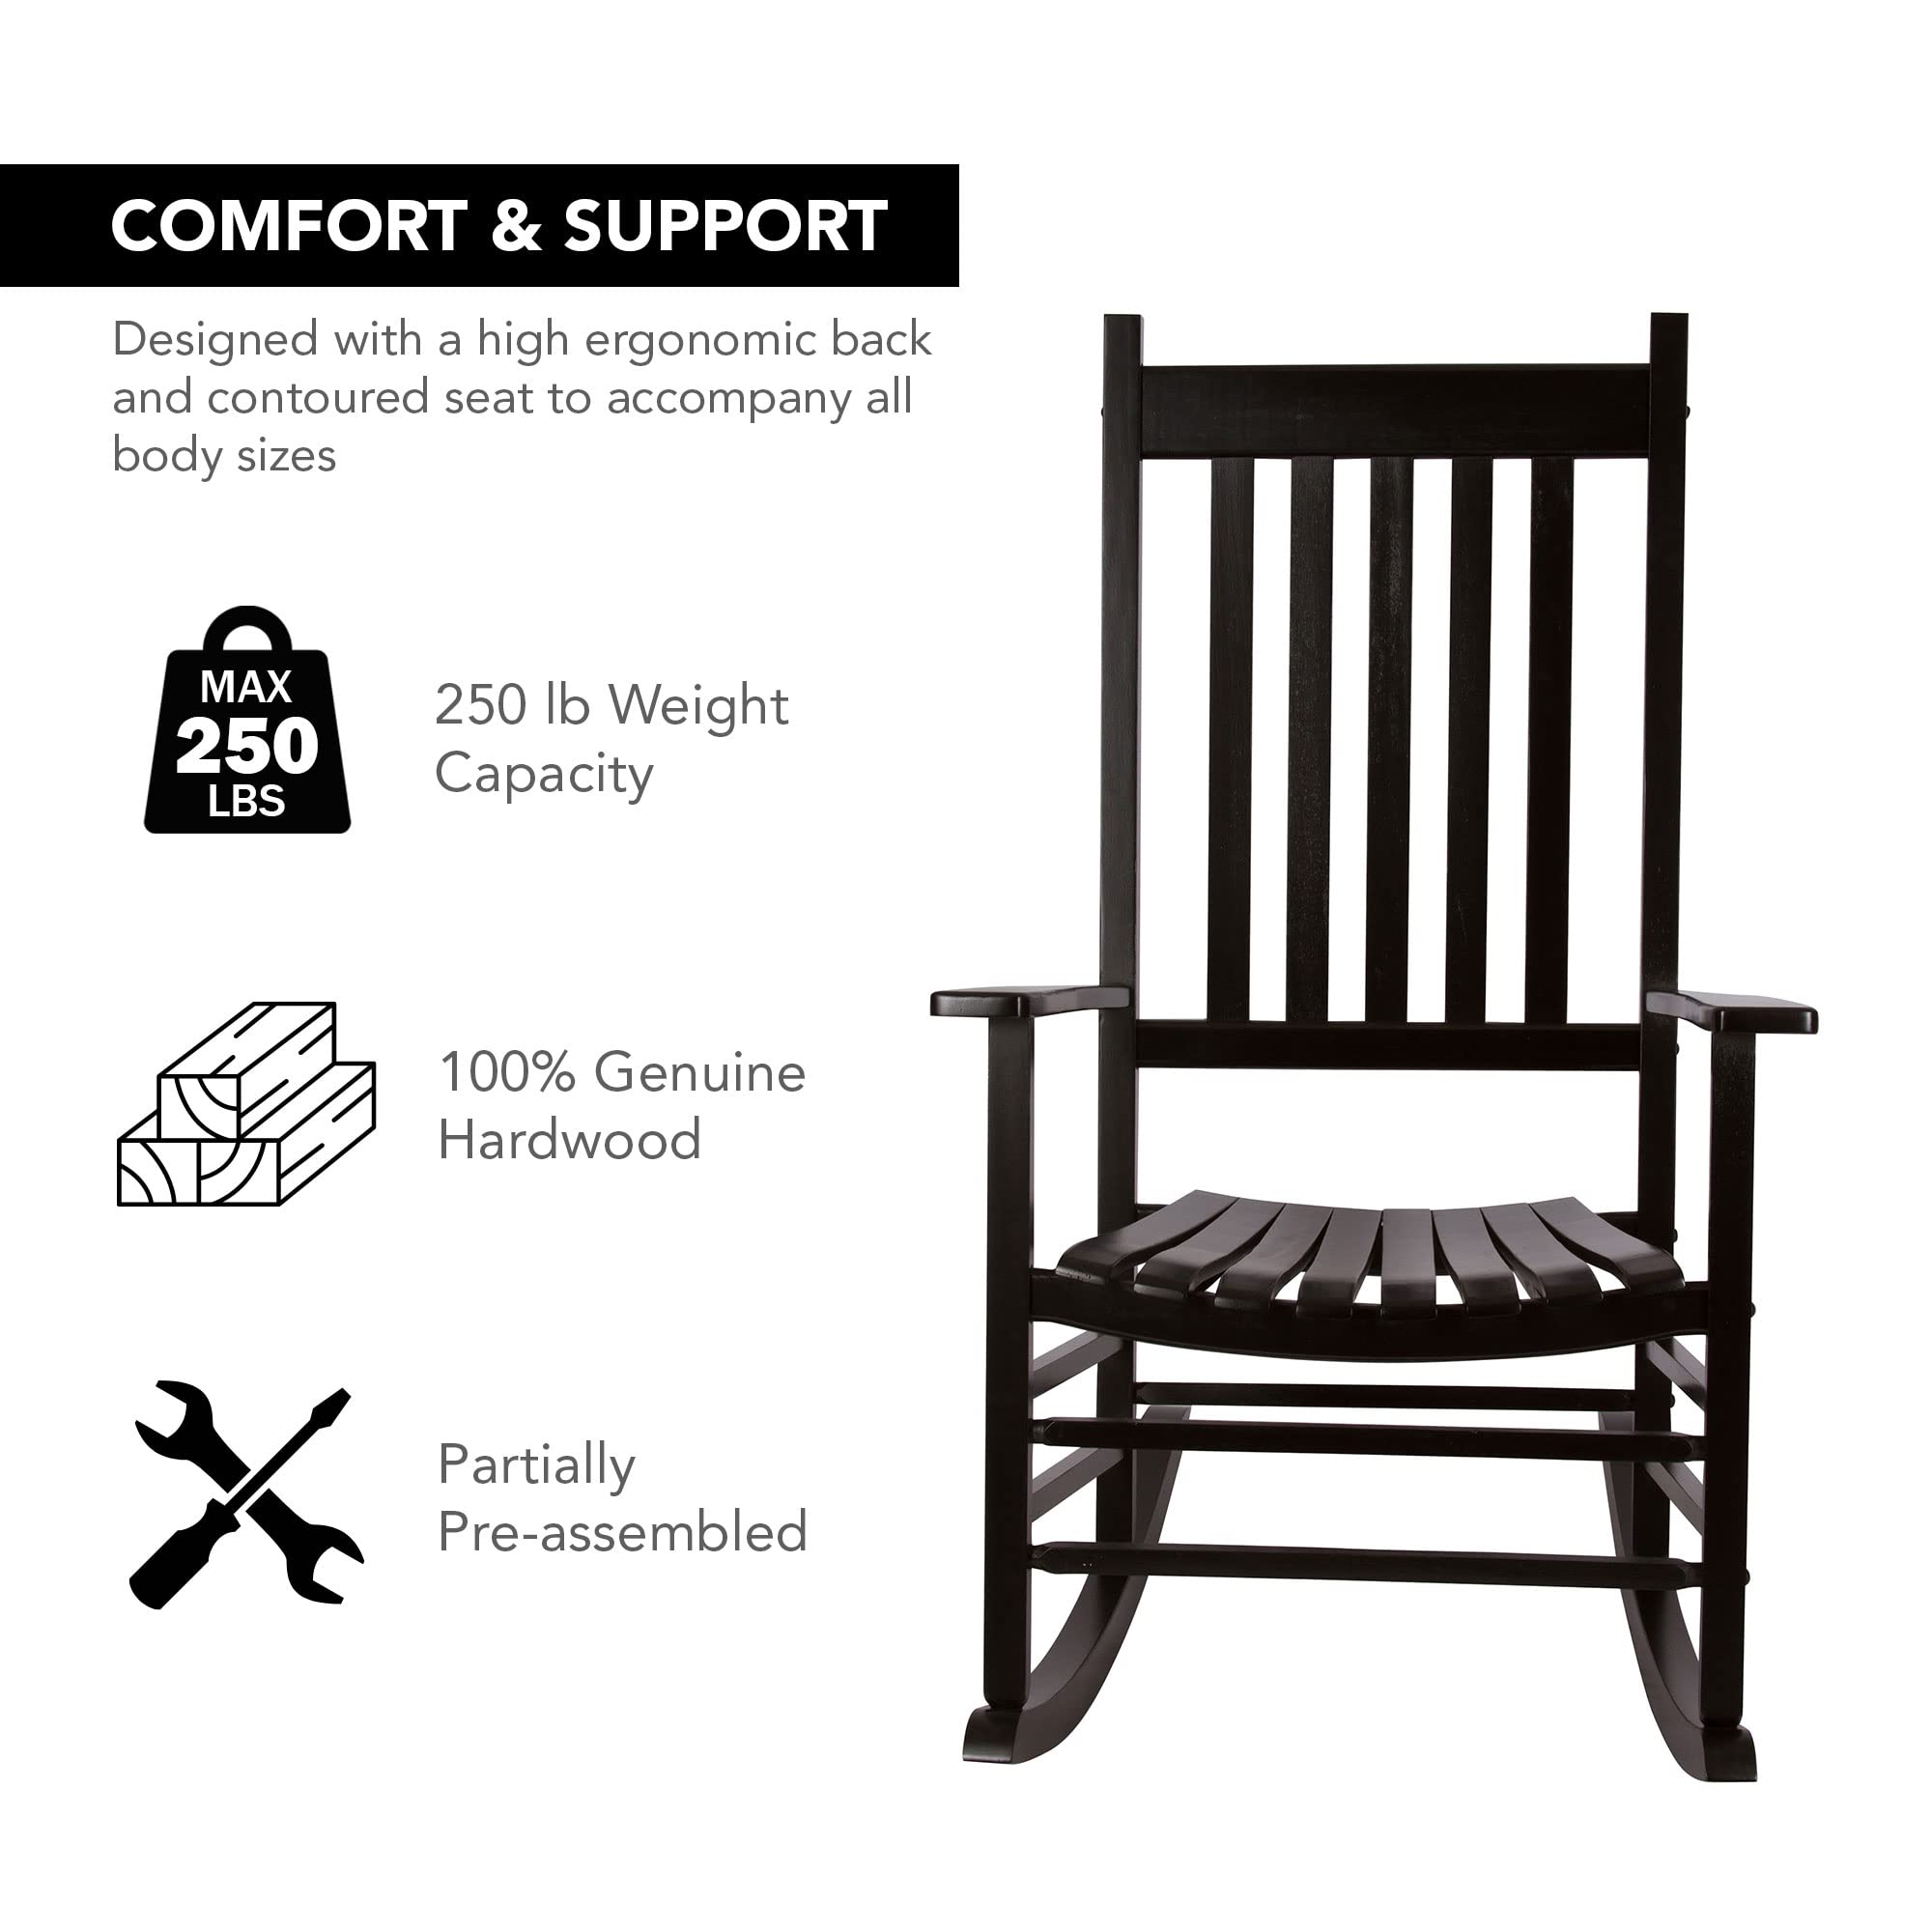 COMFORT & SUPPORT
Designed with a high ergonomic back
and contoured seat to accompany all
body sizes
MAX
250
LBS
250 lb Weight
Capacity
100% Genuine
Hardwood
Partially
Pre-assembled